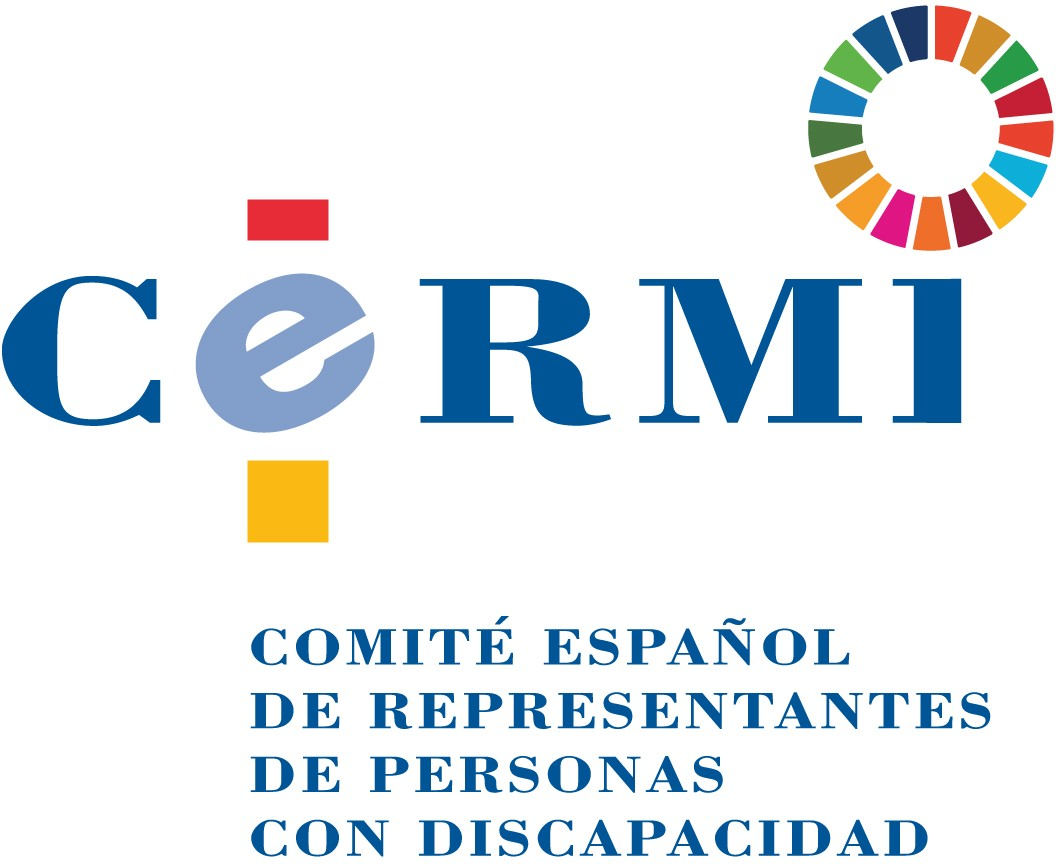 CeRMI
COMITÉ ESPAÑOL
DE REPRESENTANTES
DE PERSONAS
CON DISCAPACIDAD